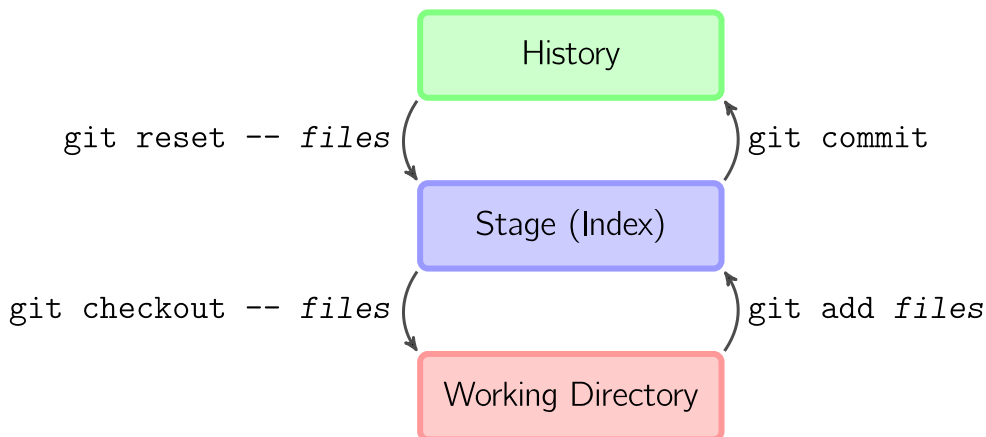 History
git reset -- files
git commit
Stage (Index)
git checkout -- files
git add files
Working Directory